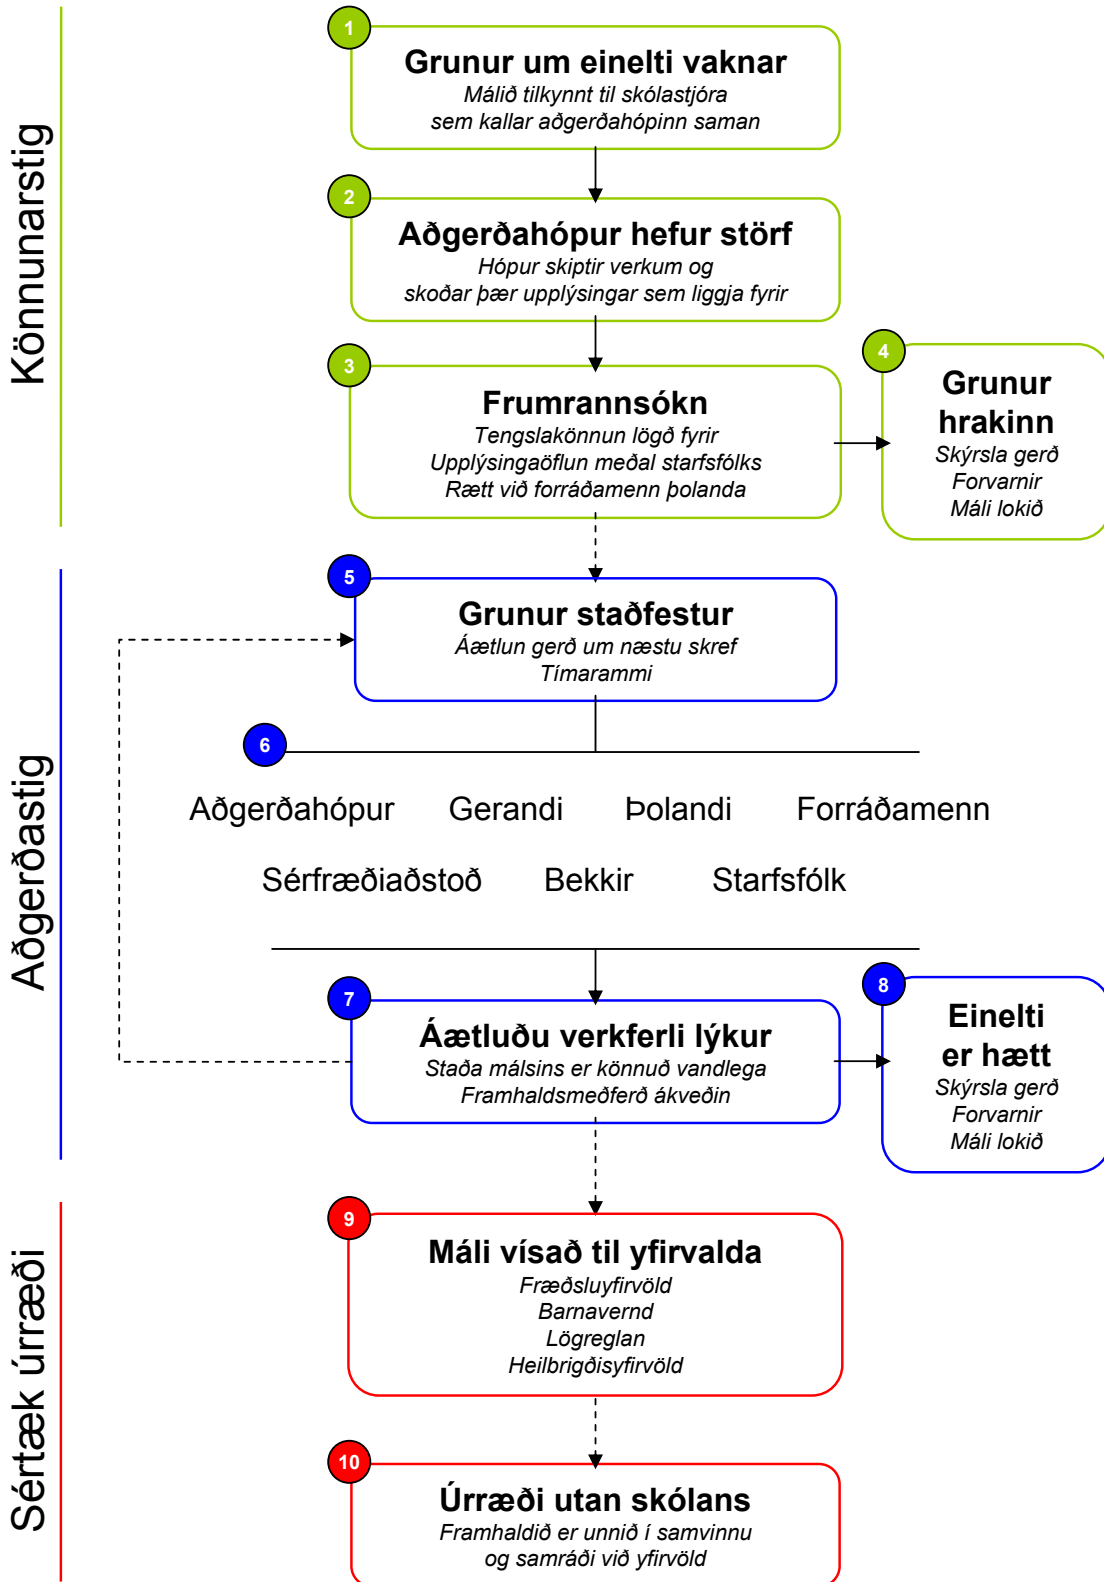 Könnunarstig
1
Grunur um einelti vaknar
Málið tilkynnt til skólastjóra
sem kallar aðgerðahópinn saman
2
Aðgerðahópur hefur störf
Hópur skiptir verkum og
skoðar þær upplýsingar sem liggja fyrir
3
Frumrannsókn
Tengslakönnun lögð fyrir
Upplýsingaöflun meðal starfsfólks
Rætt við forráðamenn þolanda
4
Grunur
hrakinn
Skýrsla gerð
Forvarnir
Máli lokið
Aðgerðastig
5
Grunur staðfestur
Áætlun gerð um næstu skref
Tímarammi
6
Aðgerðahópur Gerandi Þolandi Forráðamenn
Sérfræðiaðstoð Bekkir Starfsfólk
7
Áætluðu verkferli lýkur
Staða málsins er könnuð vandlega
Framhaldsmeðferð ákveðin
8
Einelti
er hætt
Skýrsla gerð
Forvarnir
Máli lokið
Sértæk úrræði
9
Máli vísað til yfirvalda
Fræðsluyfirvöld
Barnavernd
Lögreglan
Heilbrigðisyfirvöld
10
Úrræði utan skólans
Framhaldið er unnið í samvinnu
og samráði við yfirvöld